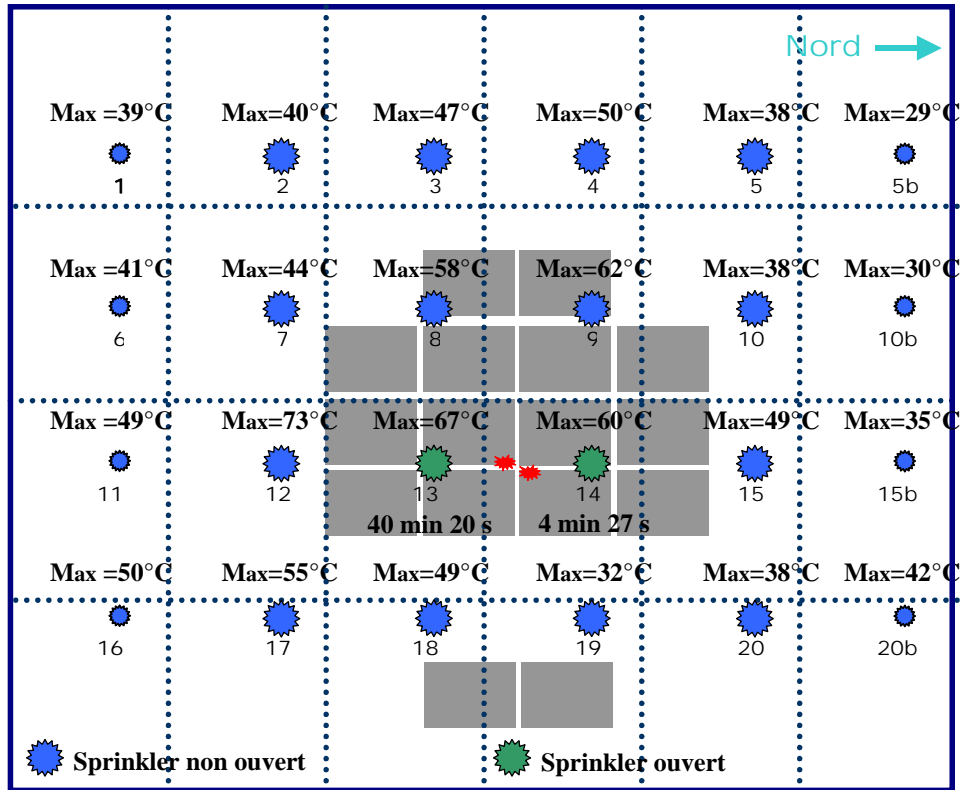 Nord
Max =39°C Max=40°C Max=47°C Max=50°C Max=38°C Max=29°C
1 2 3 4 5 5b
Max =41°C Max=44°C Max=58°C Max=62°C Max=38°C Max=30°C
6 7 8 9 10 10b
Max =49°C Max=73°C Max=67°C Max=60°C Max=49°C Max=35°C
11 12 13 14 15 15b
40 min 20 s 4 min 27 s
Max =50°C Max=55°C Max=49°C Max=32°C Max=38°C Max=42°C
16 17 18 19 20 20b
Sprinkler non ouvert Sprinkler ouvert